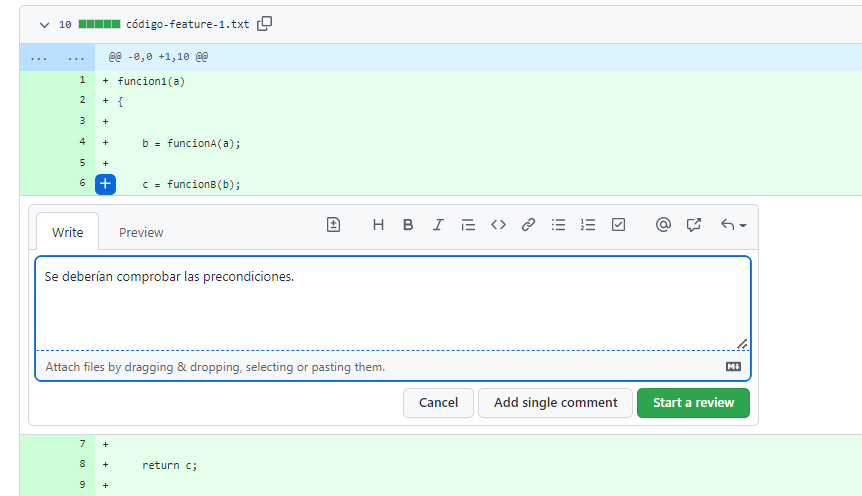 10 código-feature-1.txt
... ... @@ -0,0 +1,10 @@
1 + funcion1(a)
2 + {
3 +
4 + b = funcionA(a);
5 +
6 + c = funcionB(b);
Write Preview
Se deberían comprobar las precondiciones.
Attach files by dragging & dropping, selecting or pasting them.
Cancel Add single comment Start a review
7 +
8 + return c;
9 +